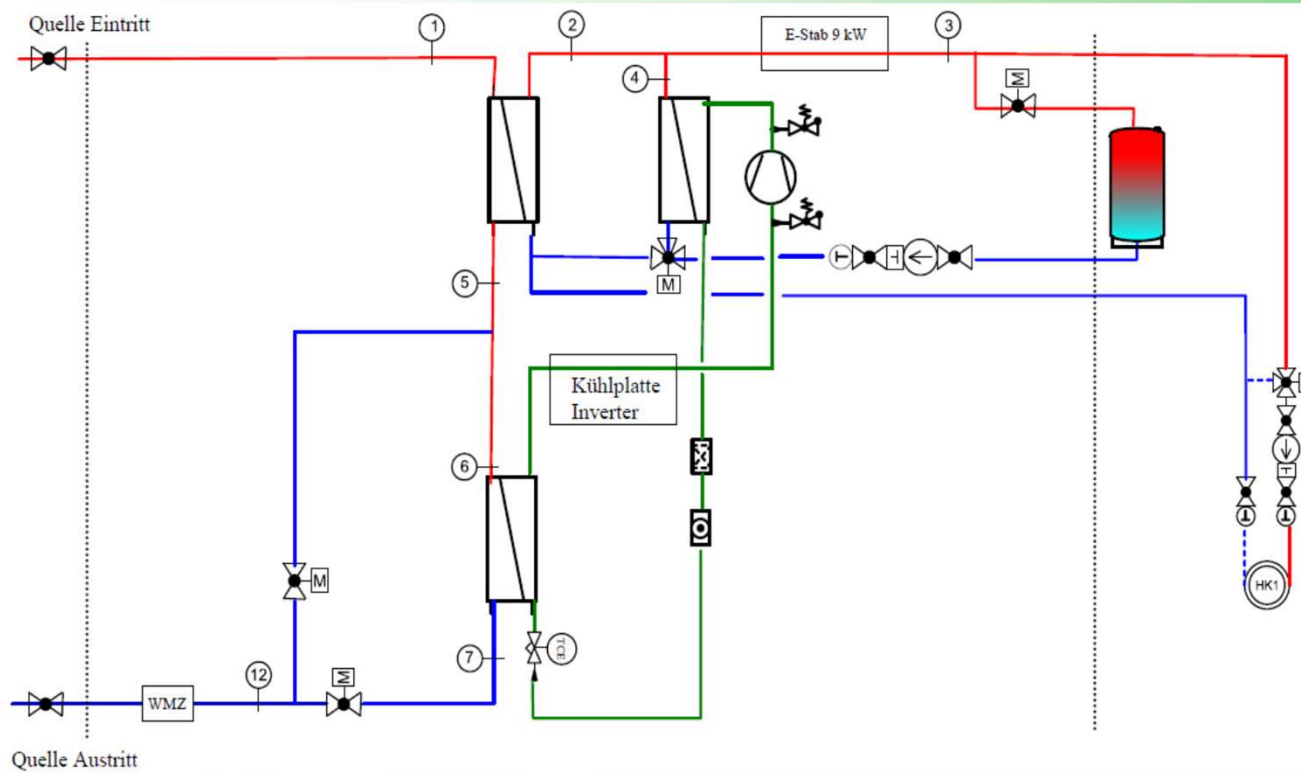 Quelle Eintritt
1
2
E-Stab 9 kW
3
4
M
M
T
5
Kühlplatte
Inverter
6
HK1
M
TCE
7
12
M
WMZ
Quelle Austritt